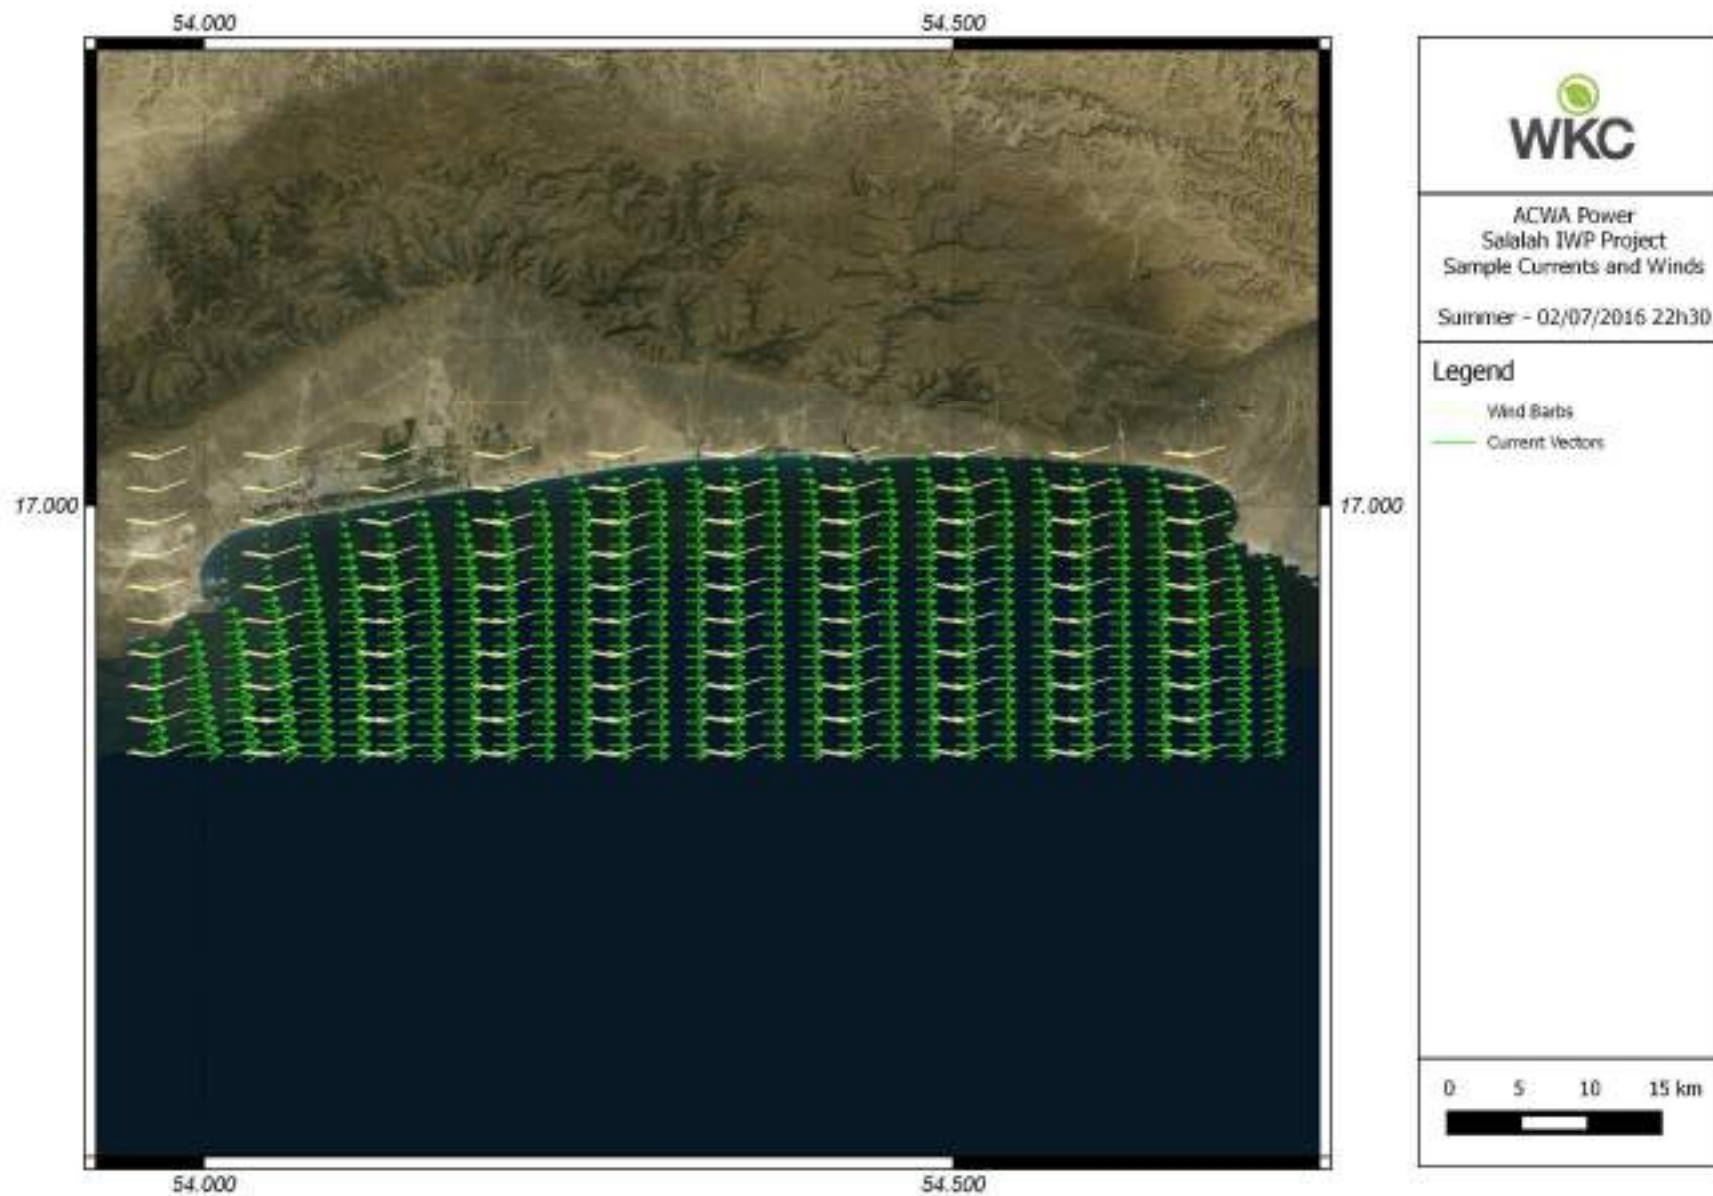 54.000 54.500
17.000 17.000
54.000 54.500
WKC
ACWA Power
Salalah IWP Project
Sample Currents and Winds
Summer - 02/07/2016 22h30
Legend
Wind Barbs
Current Vectors
0 5 10 15 km